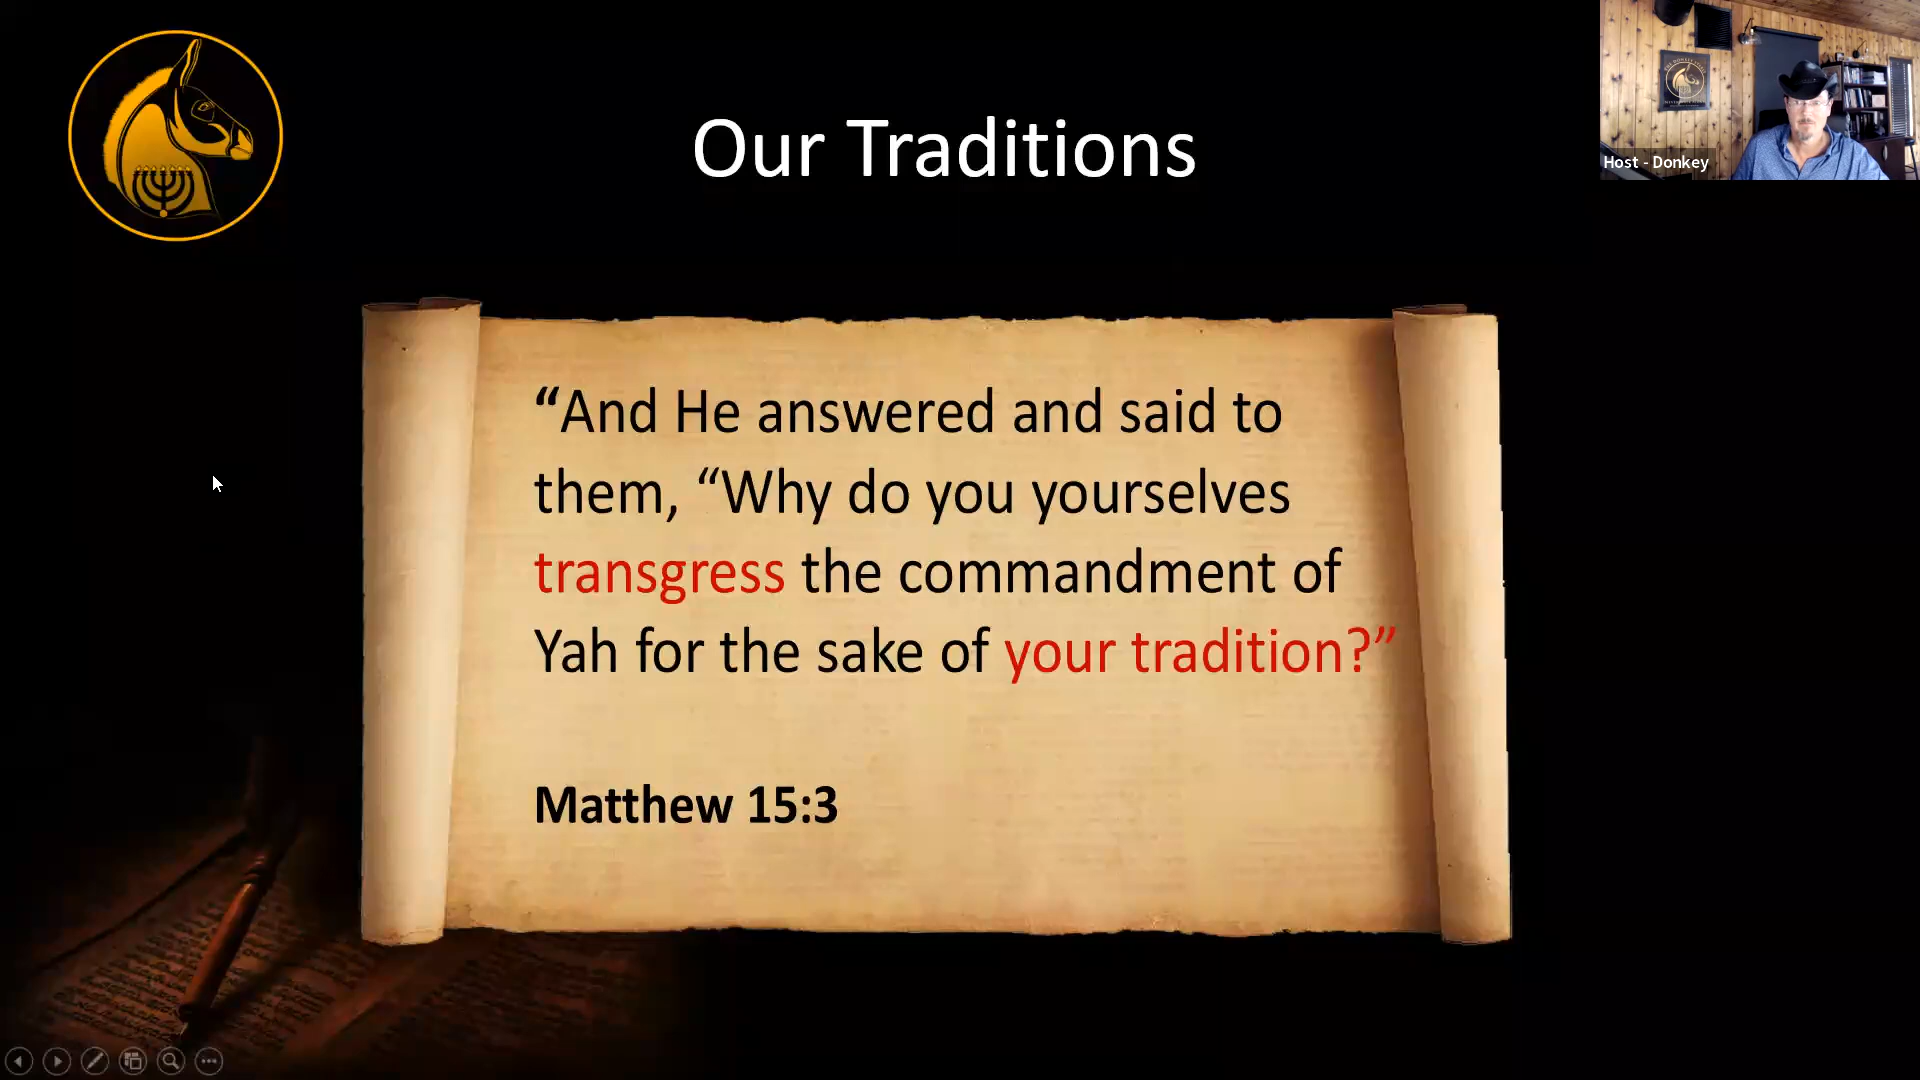 Our Traditions
Host - Donkey
“And He answered and said to
them, “Why do you yourselves
transgress the commandment of
Yah for the sake of your tradition?”
Matthew 15:3